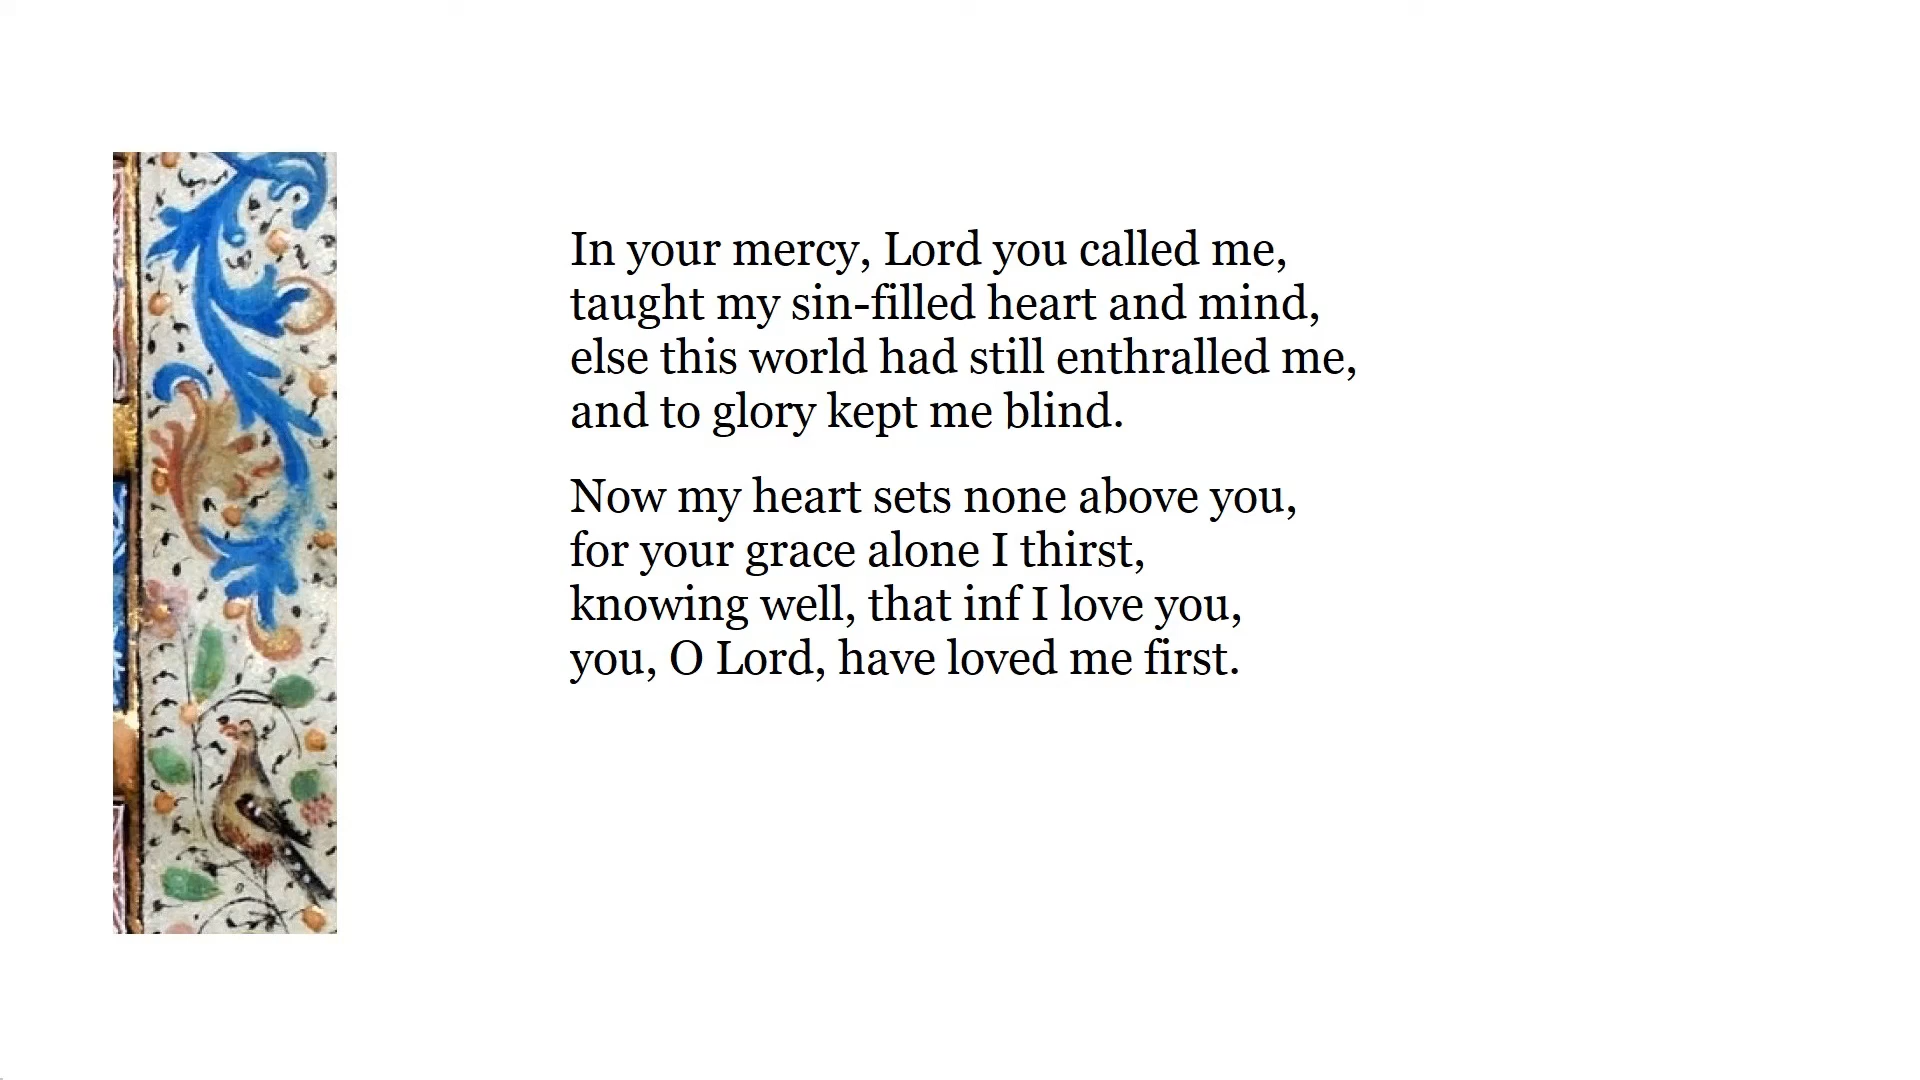 In your mercy, Lord you called me,
taught my sin-filled heart and mind,
else this world had still enthralled me,
and to glory kept me blind.
Now my heart sets none above you,
for your grace alone I thirst,
knowing well, that inf I love you,
you, O Lord, have loved me first.